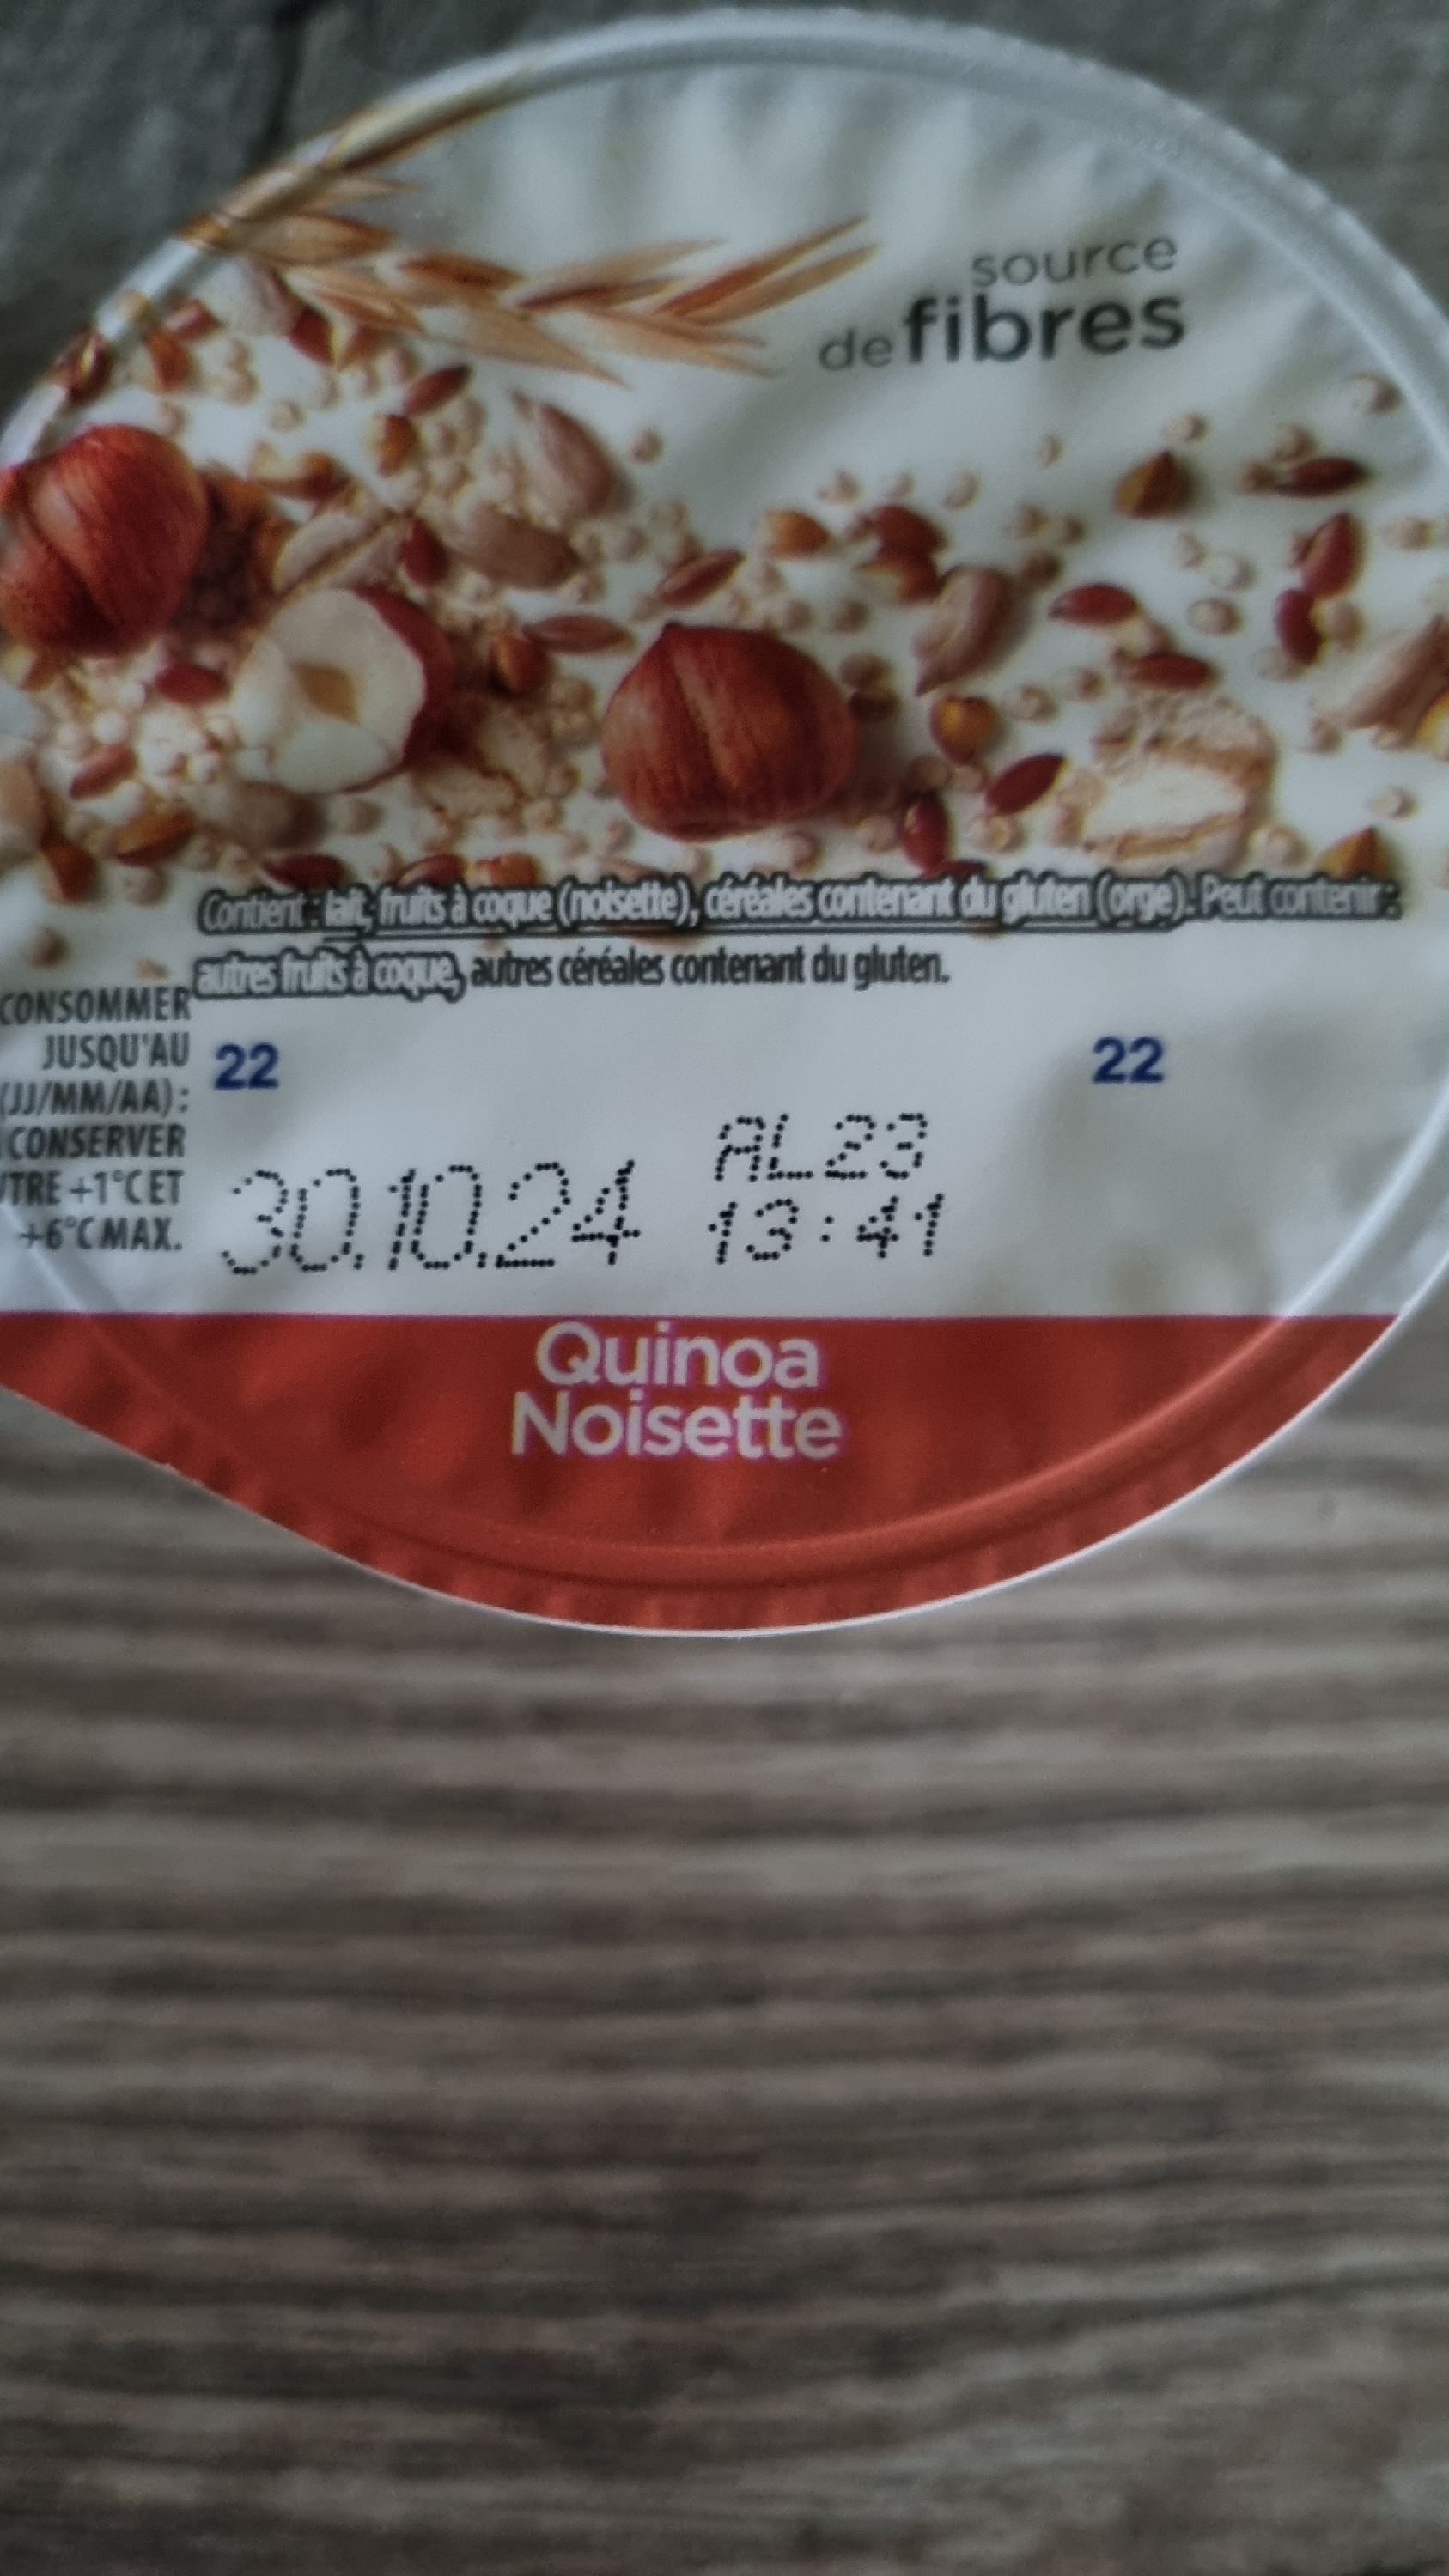 source
de fibres
Contient : lait, fruits à coque (noisette), céréales contenant du gluten (orge). Peut contenir :
autres fruits à coque, autres céréales contenant du gluten.
CONSOMMER
JUSQU'AU
(JJ/MM/AA) :
CONSERVER
+1°C ET
+6°C MAX.
22
22
30.10.24
AL23
13:41
Quinoa
Noisette